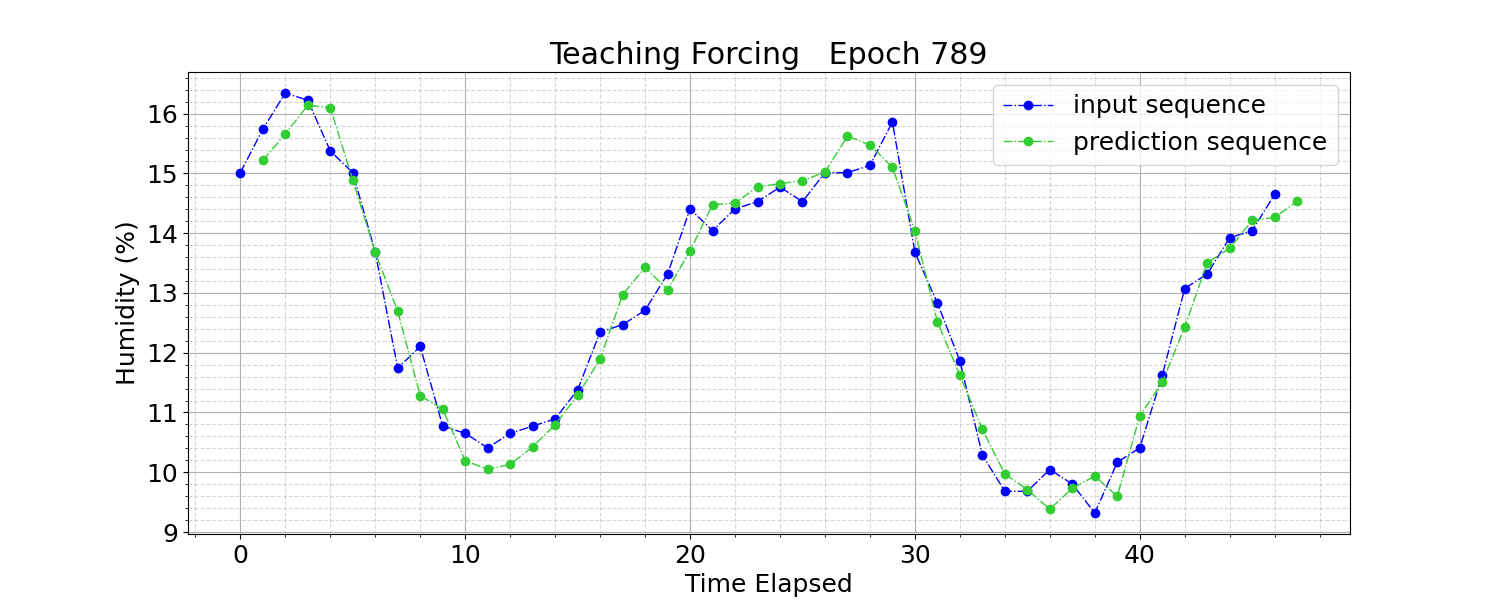 Teaching Forcing   Epoch 789
input sequence
prediction sequence
Humidity (%)
16
15
14
13
12
11
10
9
0 10 20 30 40
Time Elapsed